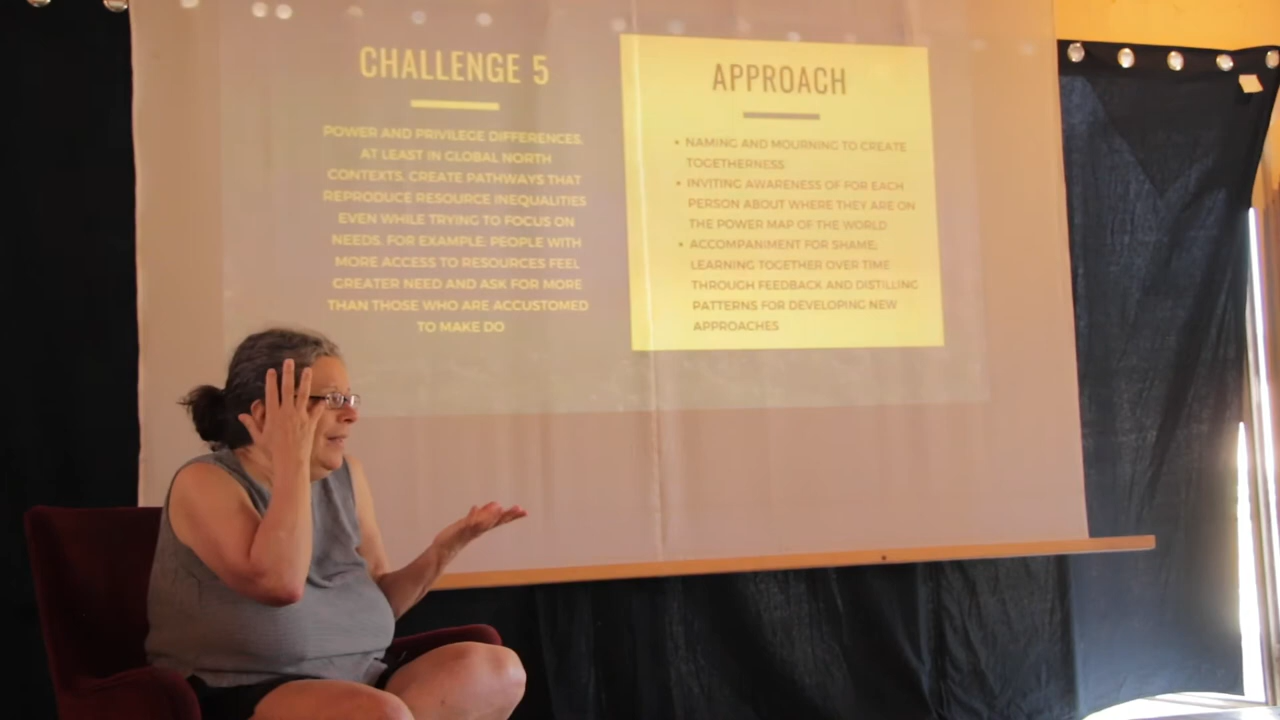 CHALLENGE 5
POWER AND PRIVILEGE DIFFERENCES,
AT LEAST IN GLOBAL NORTH
CONTEXTS, CREATE PATHWAYS THAT
REPRODUCE RESOURCE INEQUALITIES
EVEN WHILE TRYING TO FOCUS ON
NEEDS. FOR EXAMPLE: PEOPLE WITH
MORE ACCESS TO RESOURCES FEEL
GREATER NEED AND ASK FOR MORE
THAN THOSE WHO ARE ACCUSTOMED
TO MAKE DO
APPROACH
• NAMING AND MOURNING TO CREATE
TOGETHERNESS
• INVITING AWARENESS OF FOR EACH
PERSON ABOUT WHERE THEY ARE ON
THE POWER MAP OF THE WORLD
• ACCOMPANIMENT FOR SHAME;
LEARNING TOGETHER OVER TIME
THROUGH FEEDBACK AND DISTILLING
PATTERNS FOR DEVELOPING NEW
APPROACHES